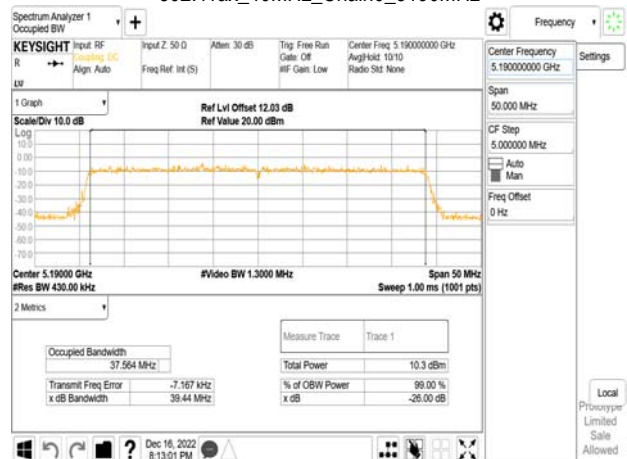 Spectrum Analyzer 1
Occupied BW
Frequency
KEYSIGHT
R
Input: RF
Coupling: DC
Align: Auto
Input Z: 50 Ω
Freq Ref: Int (S)
Atten: 30 dB
Trig: Free Run
Gate: Off
#IF Gain: Low
Center Freq: 5.190000000 GHz
Avg|Hold: 10/10
Radio Std: None
Center Frequency
5.190000000 GHz
Settings
Span
50.000 MHz
CF Step
5.000000 MHz
Auto
Man
Freq Offset
0 Hz
1 Graph
Scale/Div 10.0 dB
Ref Lvl Offset 12.03 dB
Ref Value 20.00 dBm
Log
10.0
0.00
-10.0
-20.0
-30.0
-40.0
-50.0
-60.0
-70.0
Center 5.19000 GHz
#Res BW 430.00 kHz
#Video BW 1.3000 MHz
Span 50 MHz
Sweep 1.00 ms (1001 pts)
2 Metrics
Measure Trace Trace 1
Occupied Bandwidth
37.564 MHz
Total Power 10.3 dBm
Transmit Freq Error -7.167 kHz
% of OBW Power 99.00 %
x dB Bandwidth 39.44 MHz
x dB -26.00 dB
Local
Prototype
Limited
Sale
Allowed
Dec 16, 2022
8:13:01 PM